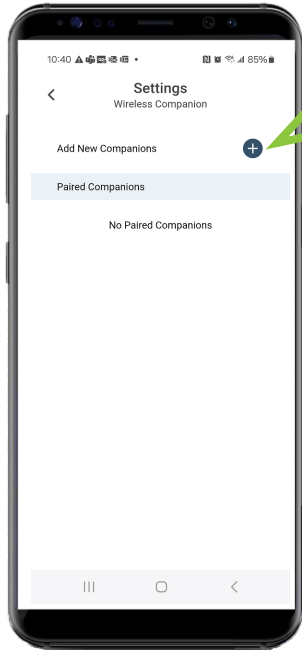 10:40
85%
Settings
Wireless Companion
Add New Companions
Paired Companions
No Paired Companions